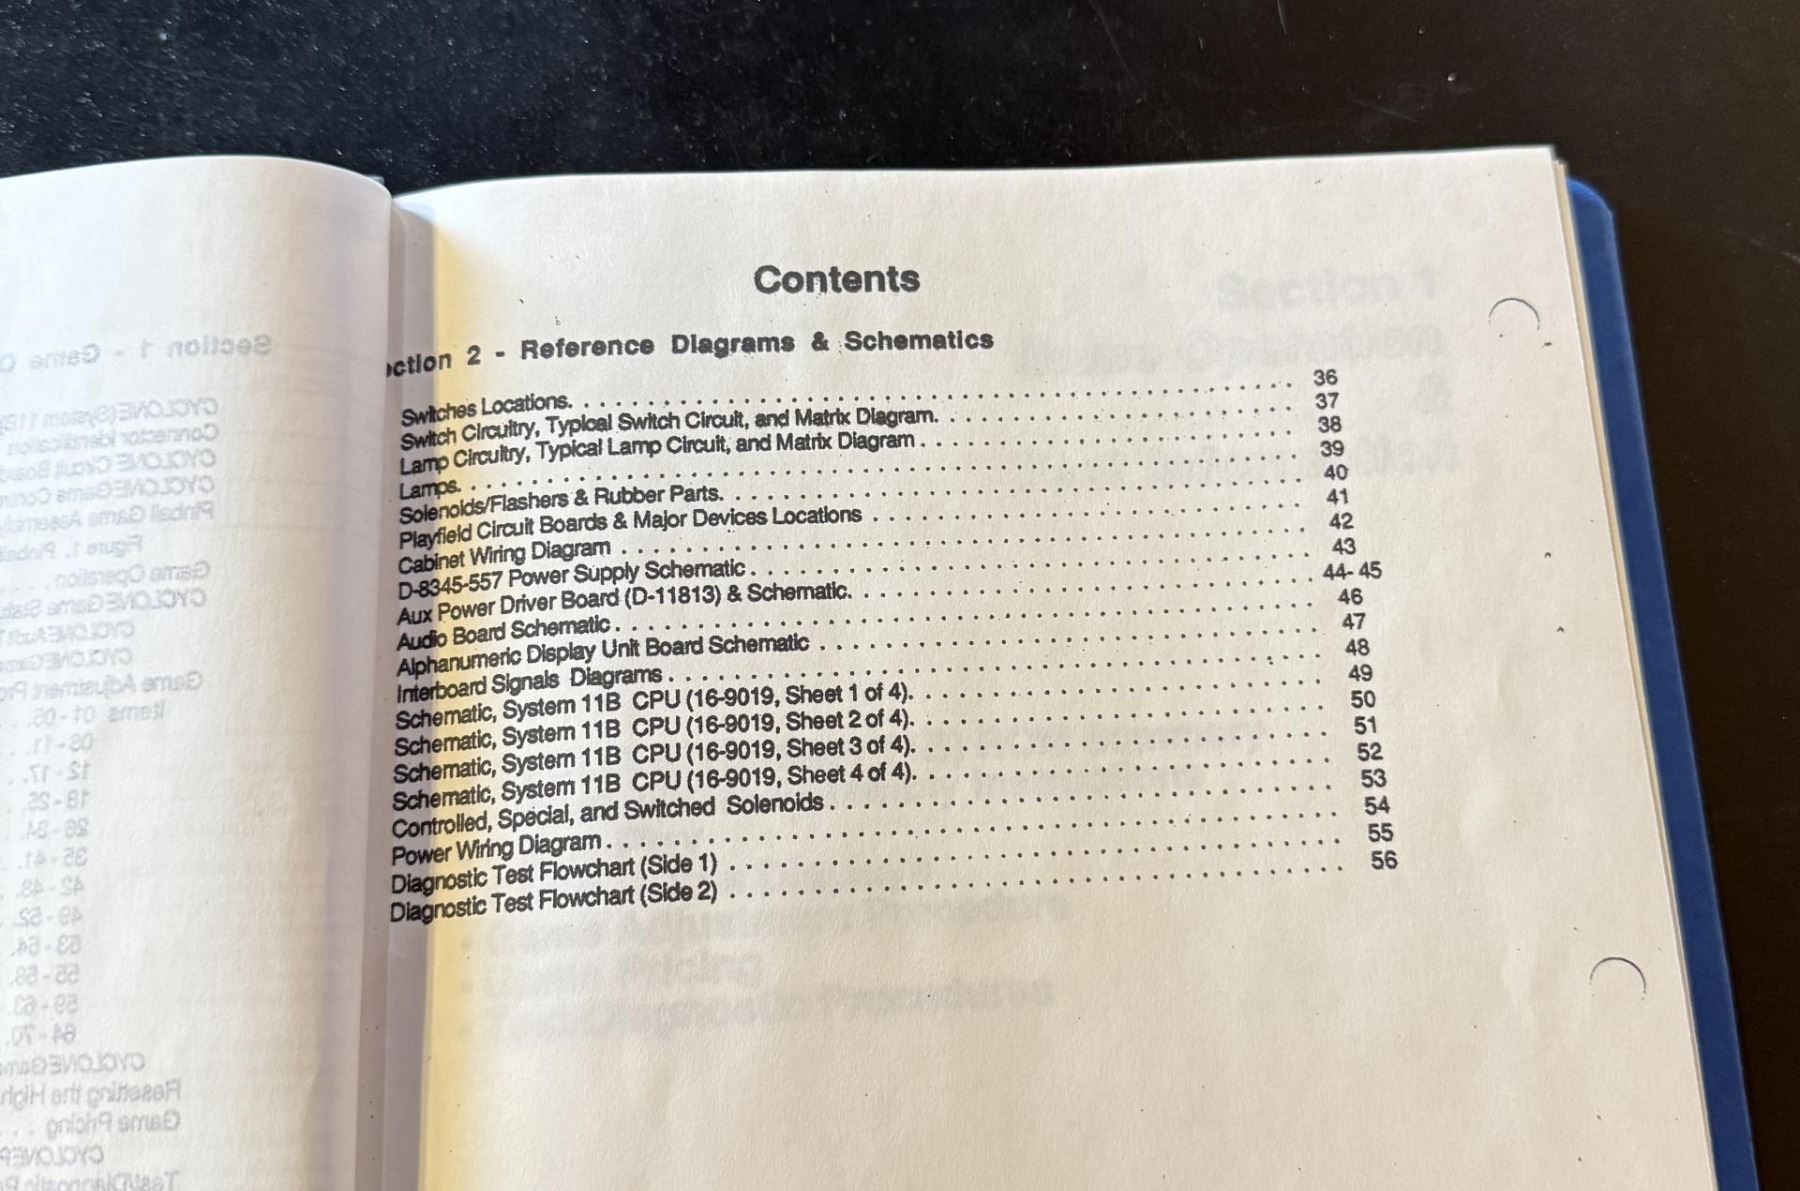 Contents
ection 2 - Reference Diagrams & Schematics
Switches Locations. . . . . . . . . . . . . . . . . . . . 36
Switch Circuitry, Typical Switch Circuit, and Matrix Diagram. . . . . . . . . . . . . . . . . . . . 37
Lamp Circuitry, Typical Lamp Circuit, and Matrix Diagram . . . . . . . . . . . . . . . . . . . . 38
Lamps. . . . . . . . . . . . . . . . . . . . 39
Solenoids/Flashers & Rubber Parts. . . . . . . . . . . . . . . . . . . . 40
Playfield Circuit Boards & Major Devices Locations . . . . . . . . . . . . . . . . . . . . 41
Cabinet Wiring Diagram . . . . . . . . . . . . . . . . . . . . 42
D-8345-557 Power Supply Schematic . . . . . . . . . . . . . . . . . . . . 43
Aux Power Driver Board (D-11813) & Schematic. . . . . . . . . . . . . . . . . . . . 44-45
Audio Board Schematic . . . . . . . . . . . . . . . . . . . . 46
Alphanumeric Display Unit Board Schematic . . . . . . . . . . . . . . . . . . . . 47
Interboard Signals Diagrams . . . . . . . . . . . . . . . . . . . . 48
Schematic, System 11B CPU (16-9019, Sheet 1 of 4). . . . . . . . . . . . . . . . . . . . 49
Schematic, System 11B CPU (16-9019, Sheet 2 of 4). . . . . . . . . . . . . . . . . . . . 50
Schematic, System 11B CPU (16-9019, Sheet 3 of 4). . . . . . . . . . . . . . . . . . . . 51
Schematic, System 11B CPU (16-9019, Sheet 4 of 4). . . . . . . . . . . . . . . . . . . . 52
Controlled, Special, and Switched Solenoids . . . . . . . . . . . . . . . . . . . . 53
Power Wiring Diagram . . . . . . . . . . . . . . . . . . . . 54
Diagnostic Test Flowchart (Side 1) . . . . . . . . . . . . . . . . . . . . 55
Diagnostic Test Flowchart (Side 2) . . . . . . . . . . . . . . . . . . . . 56